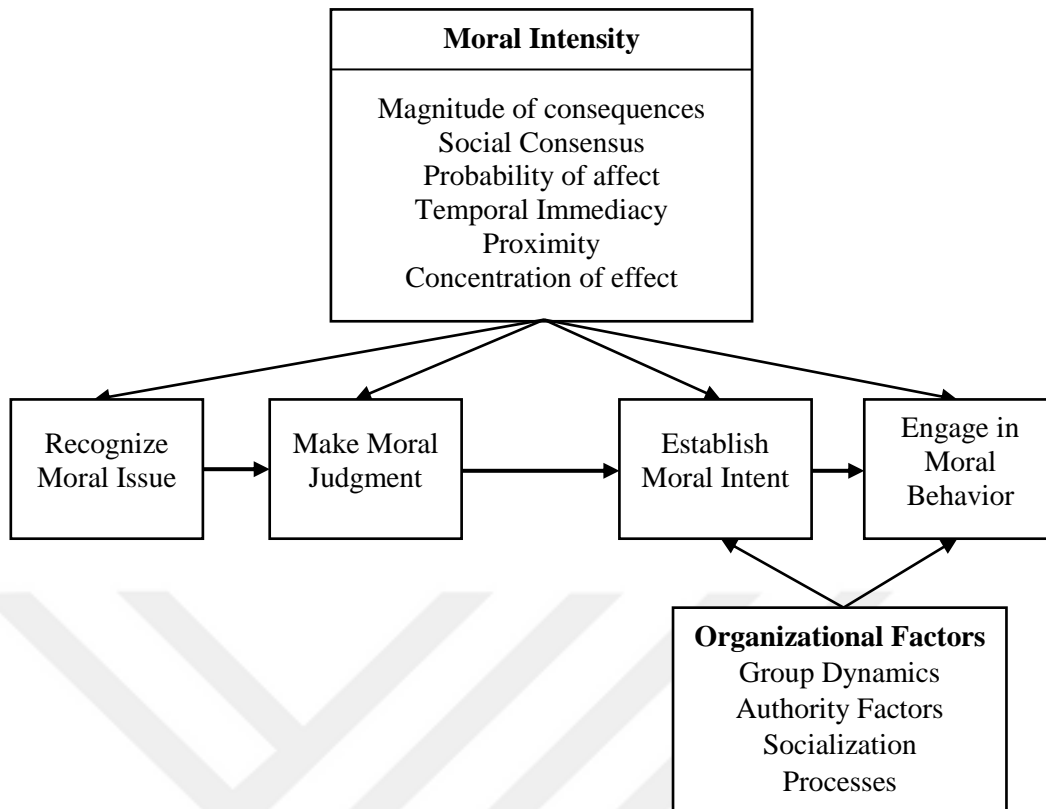 Moral Intensity
Magnitude of consequences
Social Consensus
Probability of affect
Temporal Immediacy
Proximity
Concentration of effect
Recognize
Moral Issue
Make Moral
Judgment
Establish
Moral Intent
Engage in
Moral
Behavior
Organizational Factors
Group Dynamics
Authority Factors
Socialization
Processes